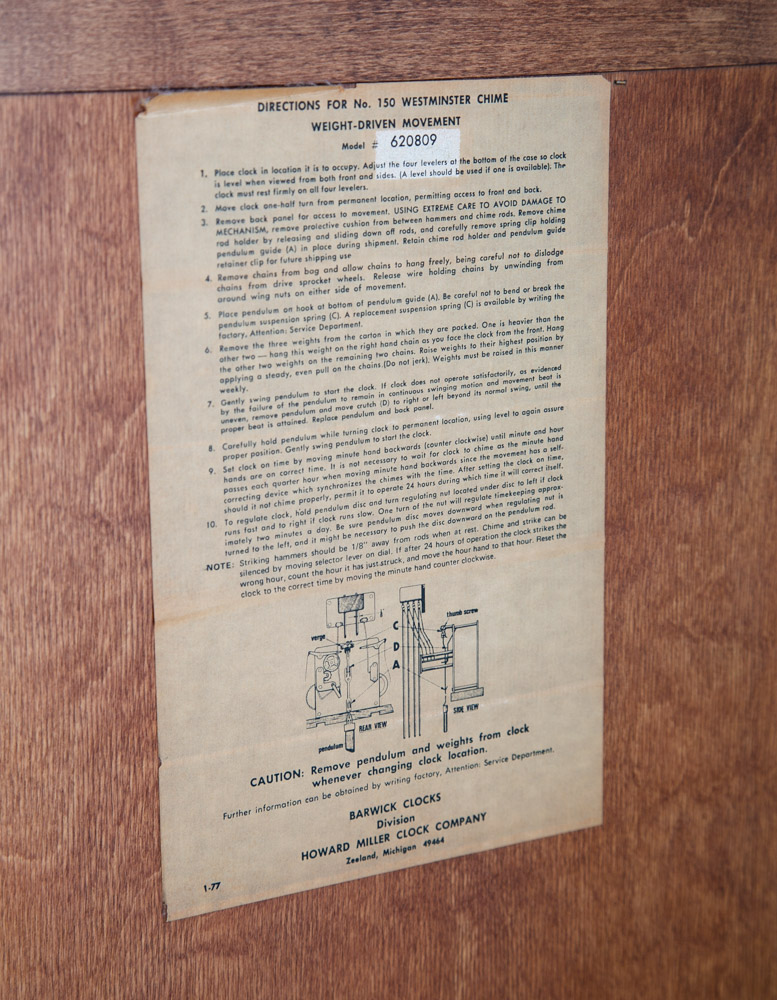 DIRECTIONS FOR No. 150 WESTMINSTER CHIME
WEIGHT-DRIVEN MOVEMENT
Model # 620809
1. Place clock in location it is to occupy. Adjust the four levelers at the bottom of the case so clock
is level when viewed from both front and sides. (A level should be used if one is available). The
clock must rest firmly on all four levelers.
2. Move clock one-half turn from permanent location, permitting access to front and back.
3. Remove back panel for access to movement. USING EXTREME CARE TO AVOID DAMAGE TO
MECHANISM, remove protective cushion from between hammers and chime rods. Remove chime
rod holder by releasing and sliding down off rods, and carefully remove spring clip holding
pendulum guide (A) in place during shipment. Retain chime rod holder and pendulum guide
retainer clip for future shipping use
4. Remove chains from bag and allow chains to hang freely, being careful not to dislodge
chains from drive sprocket wheels. Release wire holding chains by unwinding from
around wing nuts on either side of movement.
5. Place pendulum on hook at bottom of pendulum guide (A). Be careful not to bend or break the
pendulum suspension spring (C). A replacement suspension spring (C) is available by writing the
factory, Attention: Service Department.
6. Remove the three weights from the carton in which they are packed. One is heavier than the
other two — hang this weight on the right hand chain as you face the clock from the front. Hang
the other two weights on the remaining two chains. Raise weights to their highest position by
applying a steady, even pull on the chains.(Do not jerk). Weights must be raised in this manner
weekly.
7. Gently swing pendulum to start the clock. If clock does not operate satisfactorily, as evidenced
by the failure of the pendulum to remain in continuous swinging motion and movement beat is
uneven, remove pendulum and move crutch (D) to right or left beyond its normal swing, until the
proper beat is attained. Replace pendulum and back panel.
8. Carefully hold pendulum while turning clock to permanent location, using level to again assure
proper position. Gently swing pendulum to start the clock.
9. Set clock on time by moving minute hand backwards (counter clockwise) until minute and hour
hands are on correct time. It is not necessary to wait for clock to chime as the minute hand
passes each quarter hour when moving minute hand backwards since the movement has a self-
correcting device which synchronizes the chimes with the time. After setting the clock on time,
should it not chime properly, permit it to operate 24 hours during which time it will correct itself.
10. To regulate clock, hold pendulum disc and turn regulating nut located under disc to left if clock
runs fast and to right if clock runs slow. One turn of the nut will regulate timekeeping approx-
imately two minutes a day. Be sure pendulum disc moves downward when regulating nut is
turned to the left, and it might be necessary to push the disc downward on the pendulum rod.
NOTE: Striking hammers should be 1/8" away from rods when at rest. Chime and strike can be
silenced by moving selector lever on dial. If after 24 hours of operation the clock strikes the
wrong hour, count the hour it has just struck, and move the hour hand to that hour. Reset the
clock to the correct time by moving the minute hand counter clockwise.
thumb screw
C
verge
D
A
SIDE VIEW
REAR VIEW
pendulum
CAUTION: Remove pendulum and weights from clock
whenever changing clock location.
Further information can be obtained by writing factory, Attention: Service Department.
BARWICK CLOCKS
Division
HOWARD MILLER CLOCK COMPANY
Zeeland, Michigan 49464
1-77